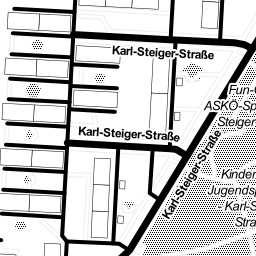 Karl-Steiger-Straße
Fun-
ASKÖ-Sp
Steiger
Karl-Steiger-Straße
Karl-Steiger-Straße
Kinder
Jugendsp
- Karl-S
Stra